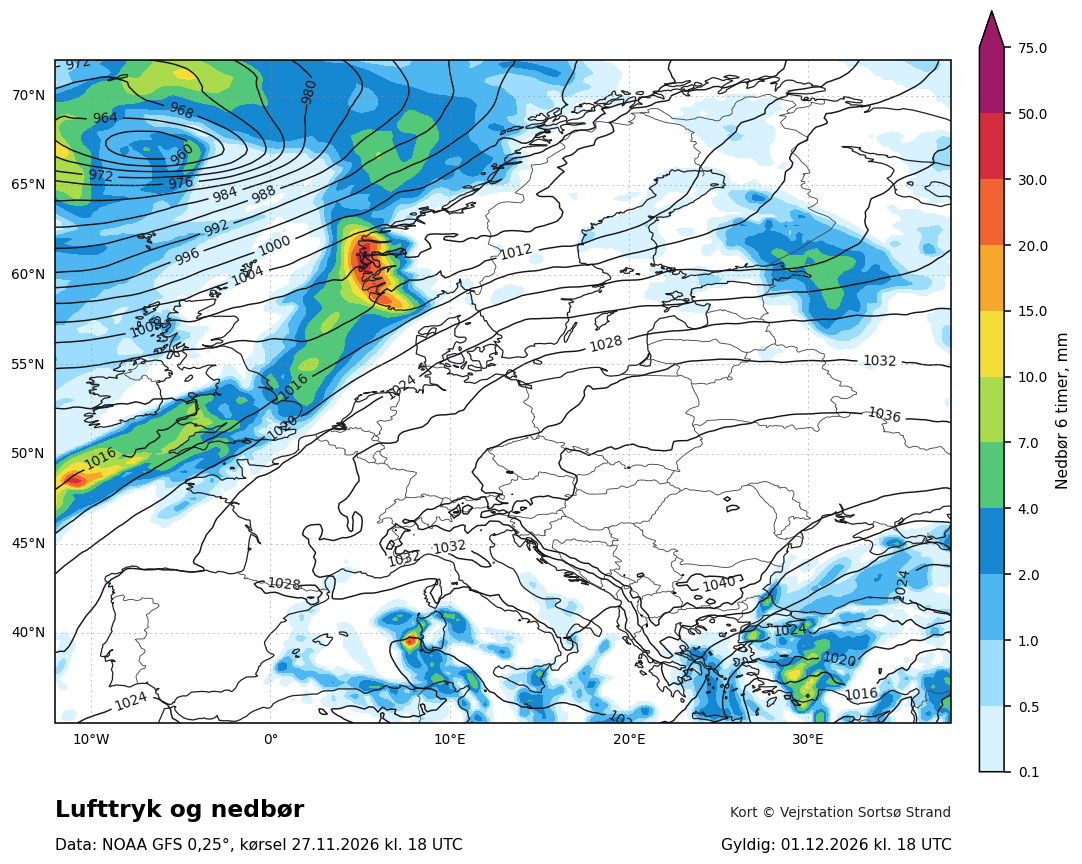 972
980
968
964
960
972
976
984
988
992
996
1000
1004
1008
1012
1016
1016
1020
1024
1028
1032
1036
1028
1032
1032
1040
1024
1024
1020
1016
1024
70°N
65°N
60°N
55°N
50°N
45°N
40°N
10°W
0°
10°E
20°E
30°E
75.0
50.0
30.0
20.0
15.0
10.0
7.0
4.0
2.0
1.0
0.5
0.1
Nedbør 6 timer, mm
Lufttryk og nedbør
Kort © Vejrstation Sortsø Strand
Data: NOAA GFS 0,25°, kørsel 27.11.2026 kl. 18 UTC
Gyldig: 01.12.2026 kl. 18 UTC